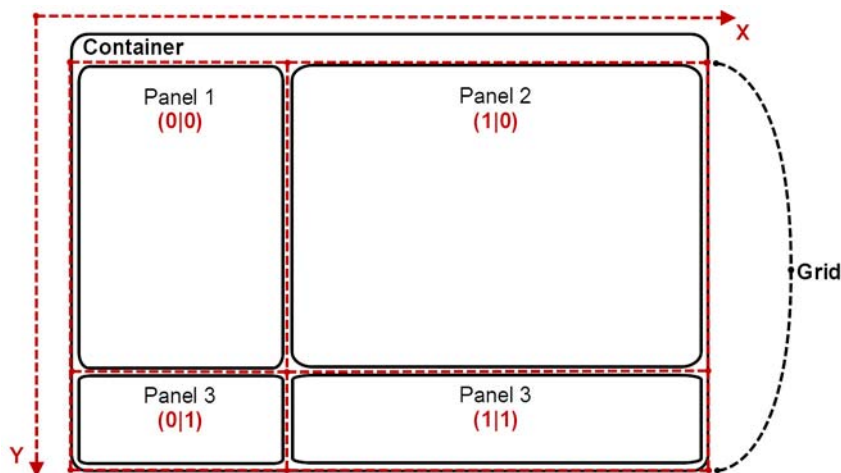 X
Container
Panel 1
(0|0)
Panel 2
(1|0)
Grid
Panel 3
(0|1)
Panel 3
(1|1)
Y